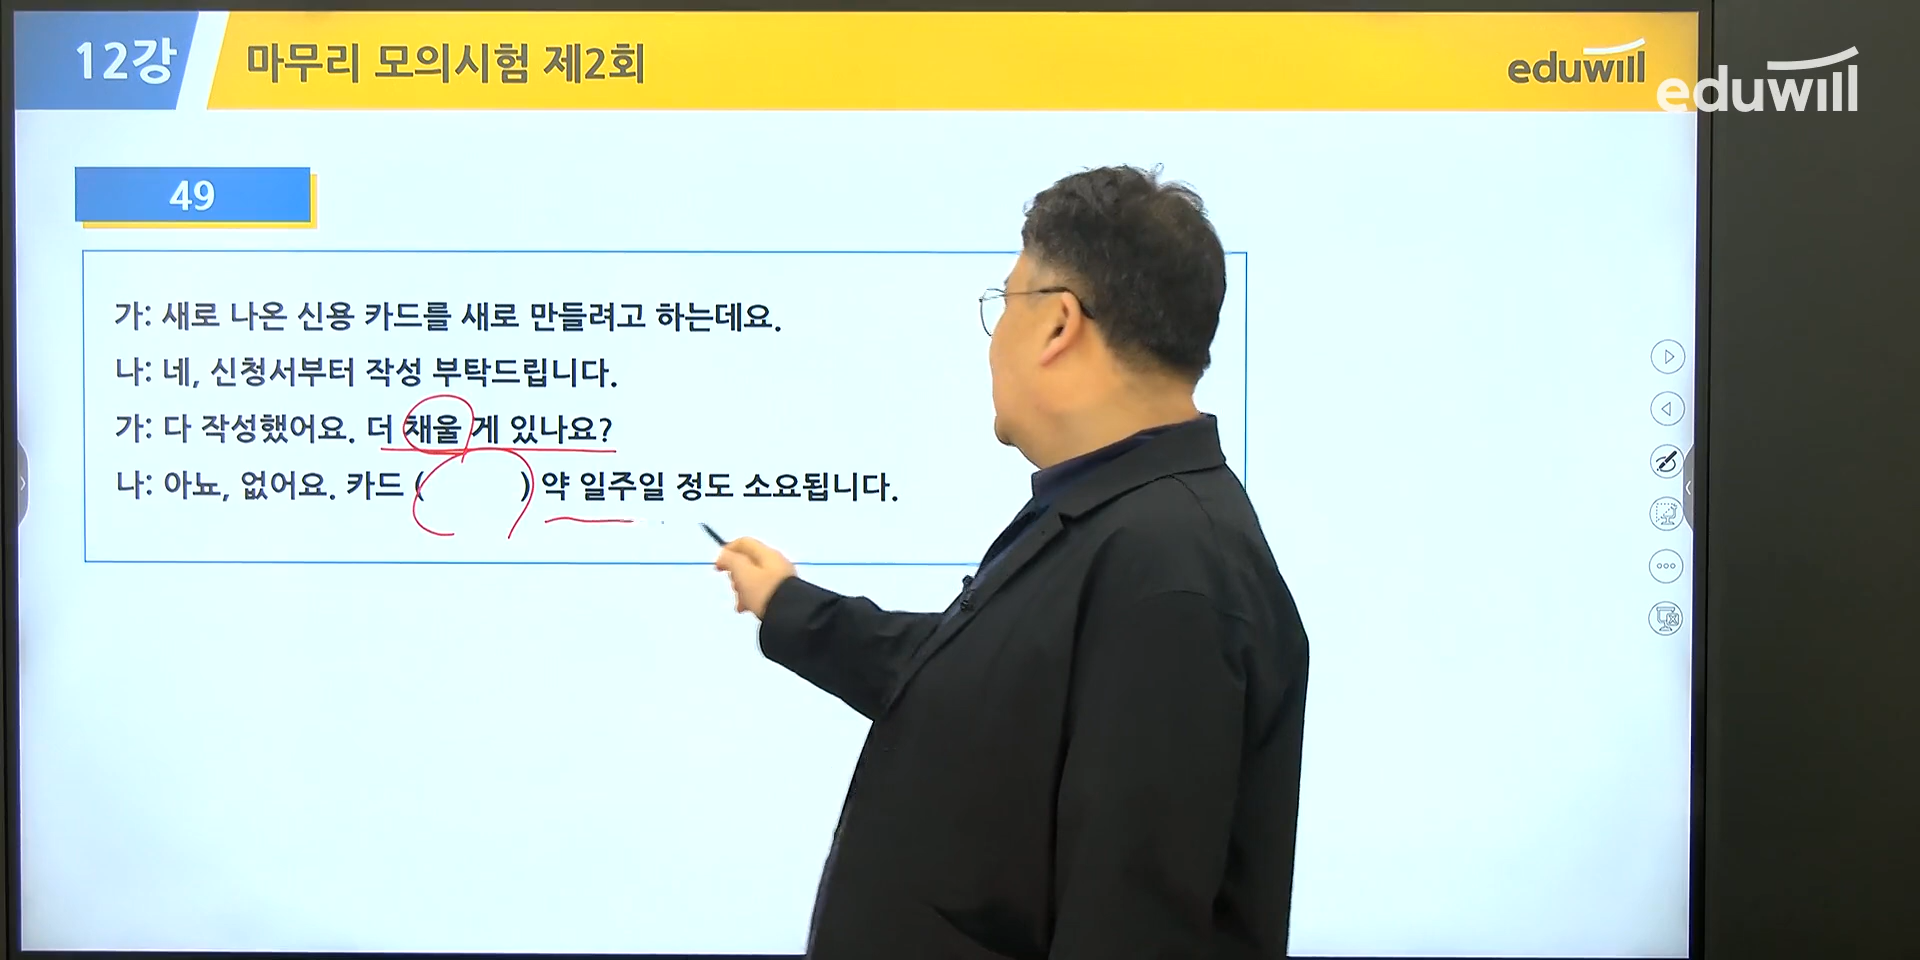 12강
마무리 모의시험 제2회
eduwill
eduwill
49
가: 새로 나온 신용 카드를 새로 만들려고 하는데요.
나: 네, 신청서부터 작성 부탁드립니다.
가: 다 작성했어요. 더 채울 게 있나요?
나: 아뇨, 없어요. 카드 ( ) 약 일주일 정도 소요됩니다.